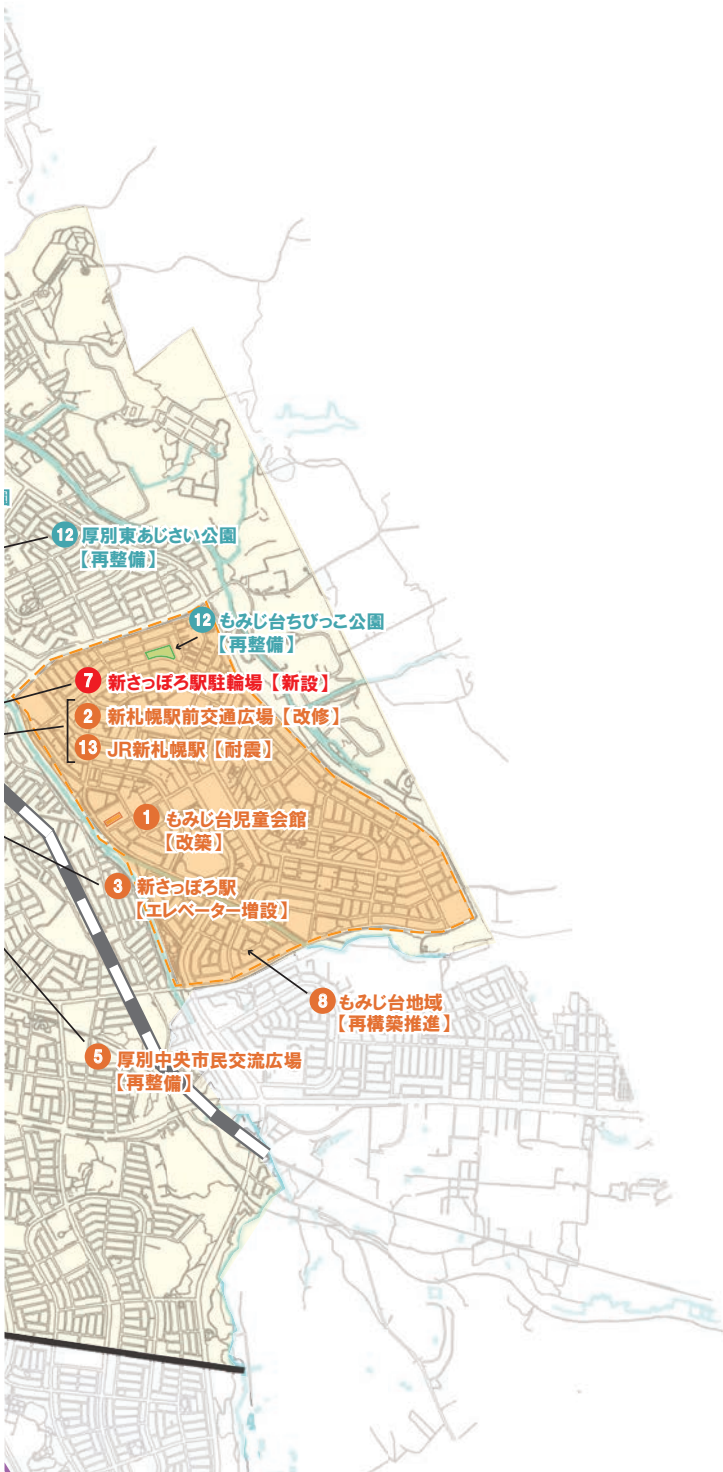 園
12 厚別東あじさい公園
【再整備】
12 もみじ台ちびっこ公園
【再整備】
7 新さっぽろ駅駐輪場【新設】
2 新札幌駅前交通広場【改修】
13 JR新札幌駅【耐震】
1 もみじ台児童会館
【改築】
3 新さっぽろ駅
【エレベーター増設】
8 もみじ台地域
【再構築推進】
5 厚別中央市民交流広場
【再整備】